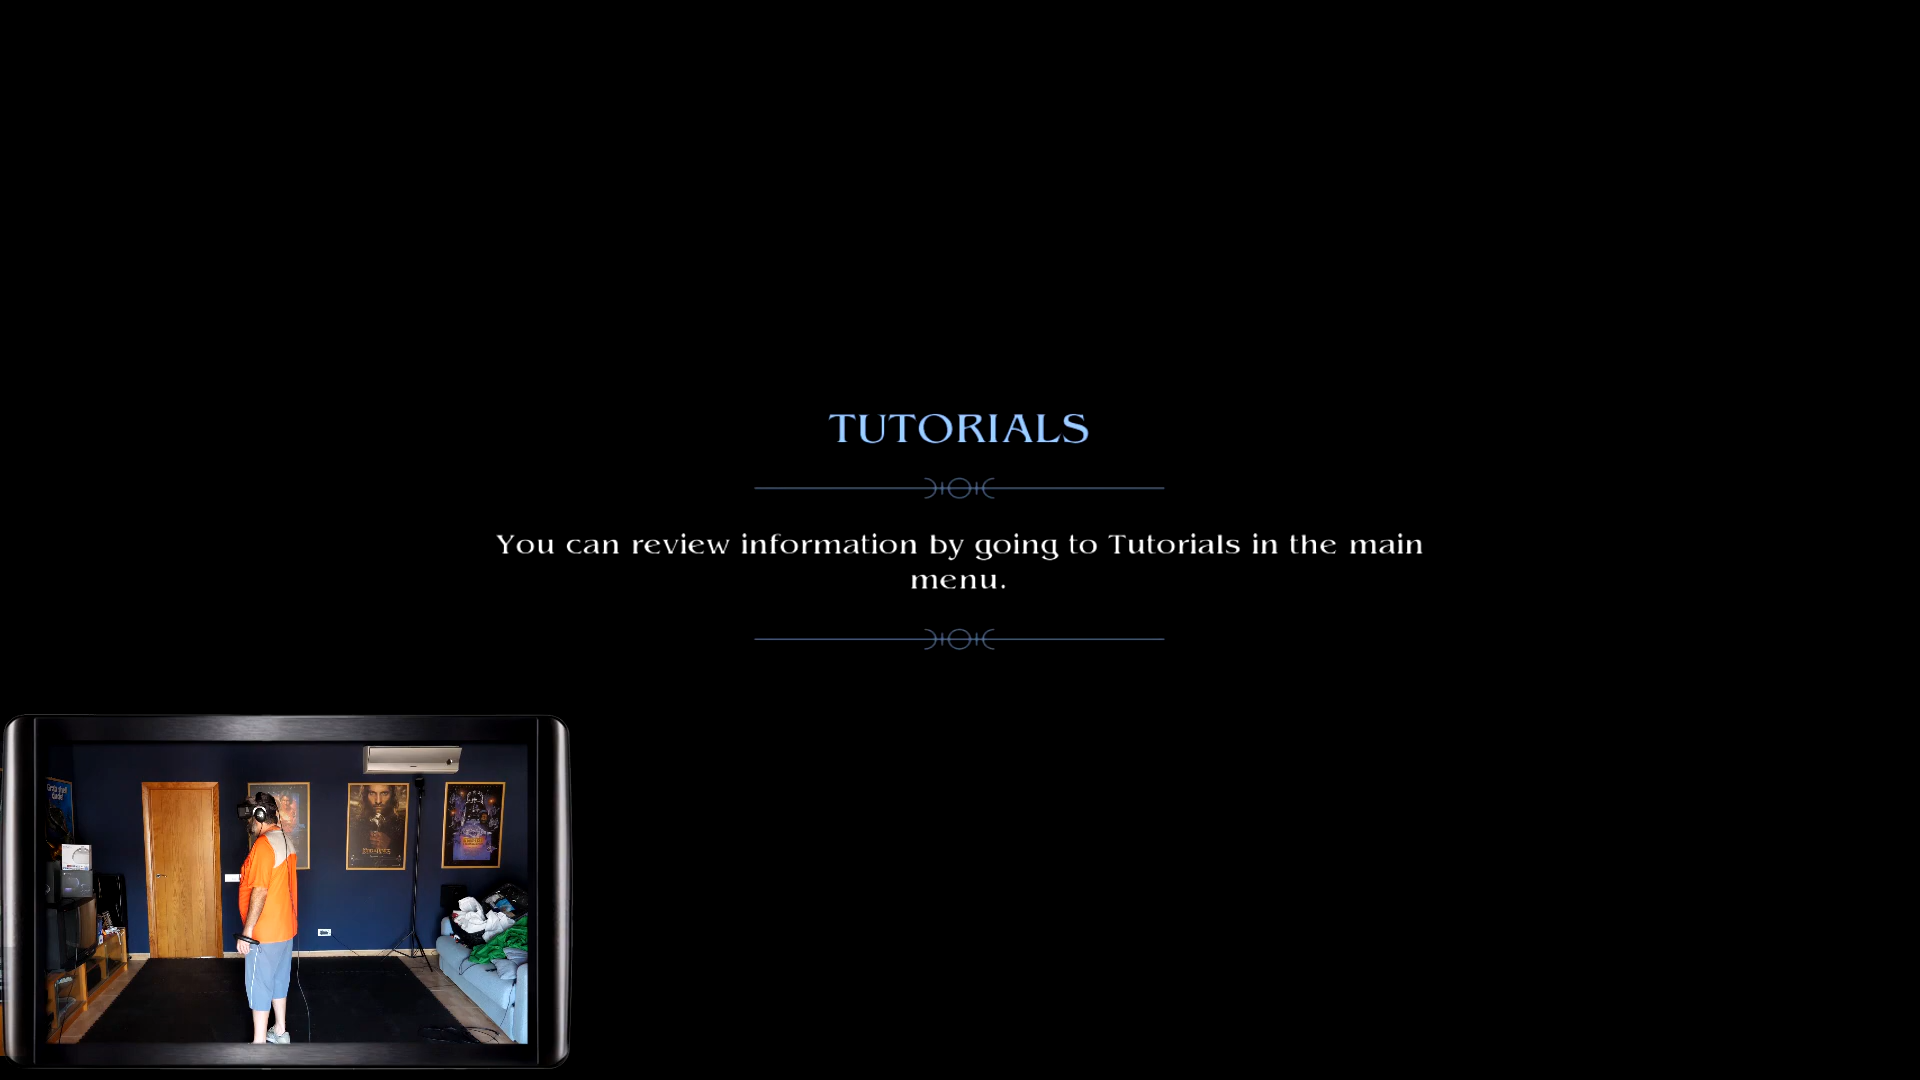 TUTORIALS
You can review information by going to Tutorials in the main
menu.